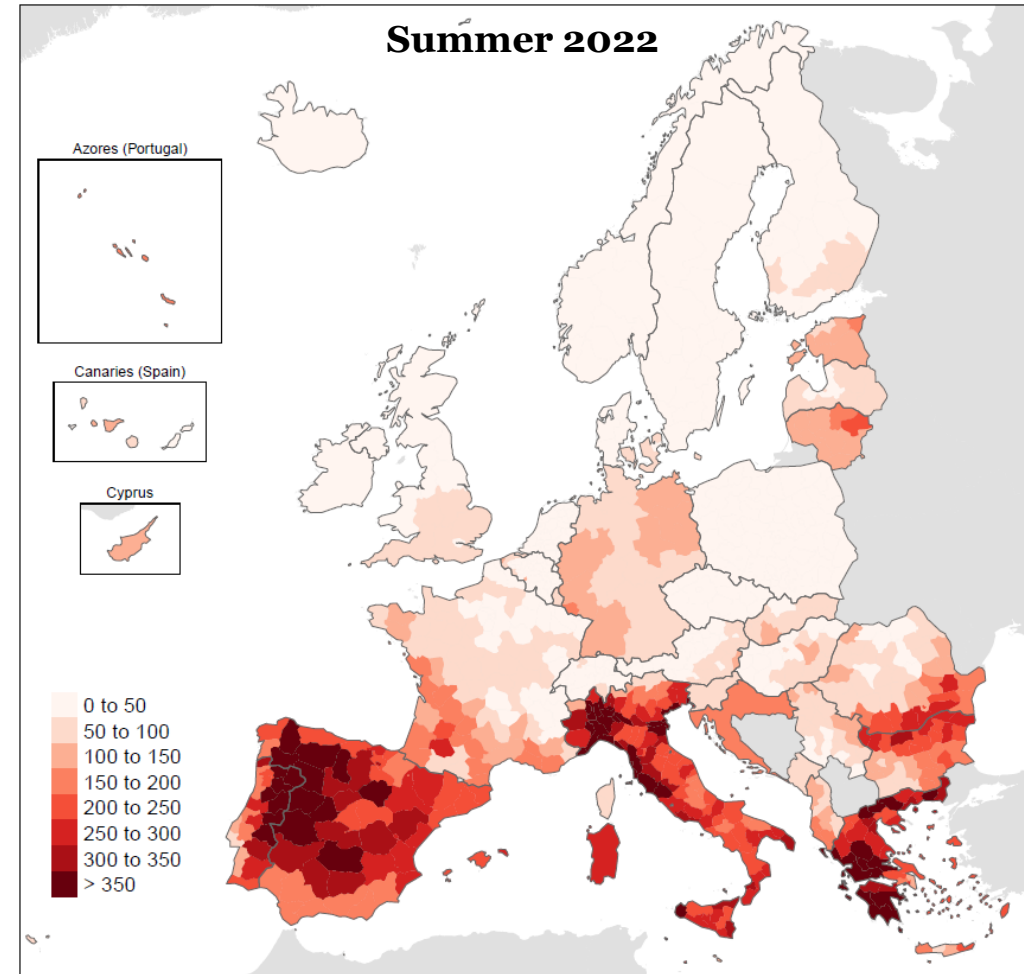 Summer 2022
Azores (Portugal)
Canaries (Spain)
Cyprus
0 to 50
50 to 100
100 to 150
150 to 200
200 to 250
250 to 300
300 to 350
> 350